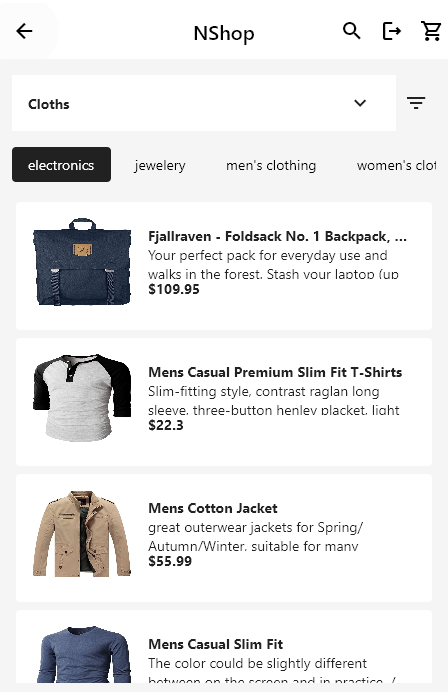 NShop
Cloths
electronics
jewelery
men's clothing
women's clot
Fjallraven - Foldsack No. 1 Backpack, ...
Your perfect pack for everyday use and
walks in the forest. Stash your laptop (up
$109.95
Mens Casual Premium Slim Fit T-Shirts
Slim-fitting style, contrast raglan long
sleeve, three-button henley placket, light
$22.3
Mens Cotton Jacket
great outerwear jackets for Spring/
Autumn/Winter, suitable for many
$55.99
Mens Casual Slim Fit
The color could be slightly different
between on the screen and in practice. /